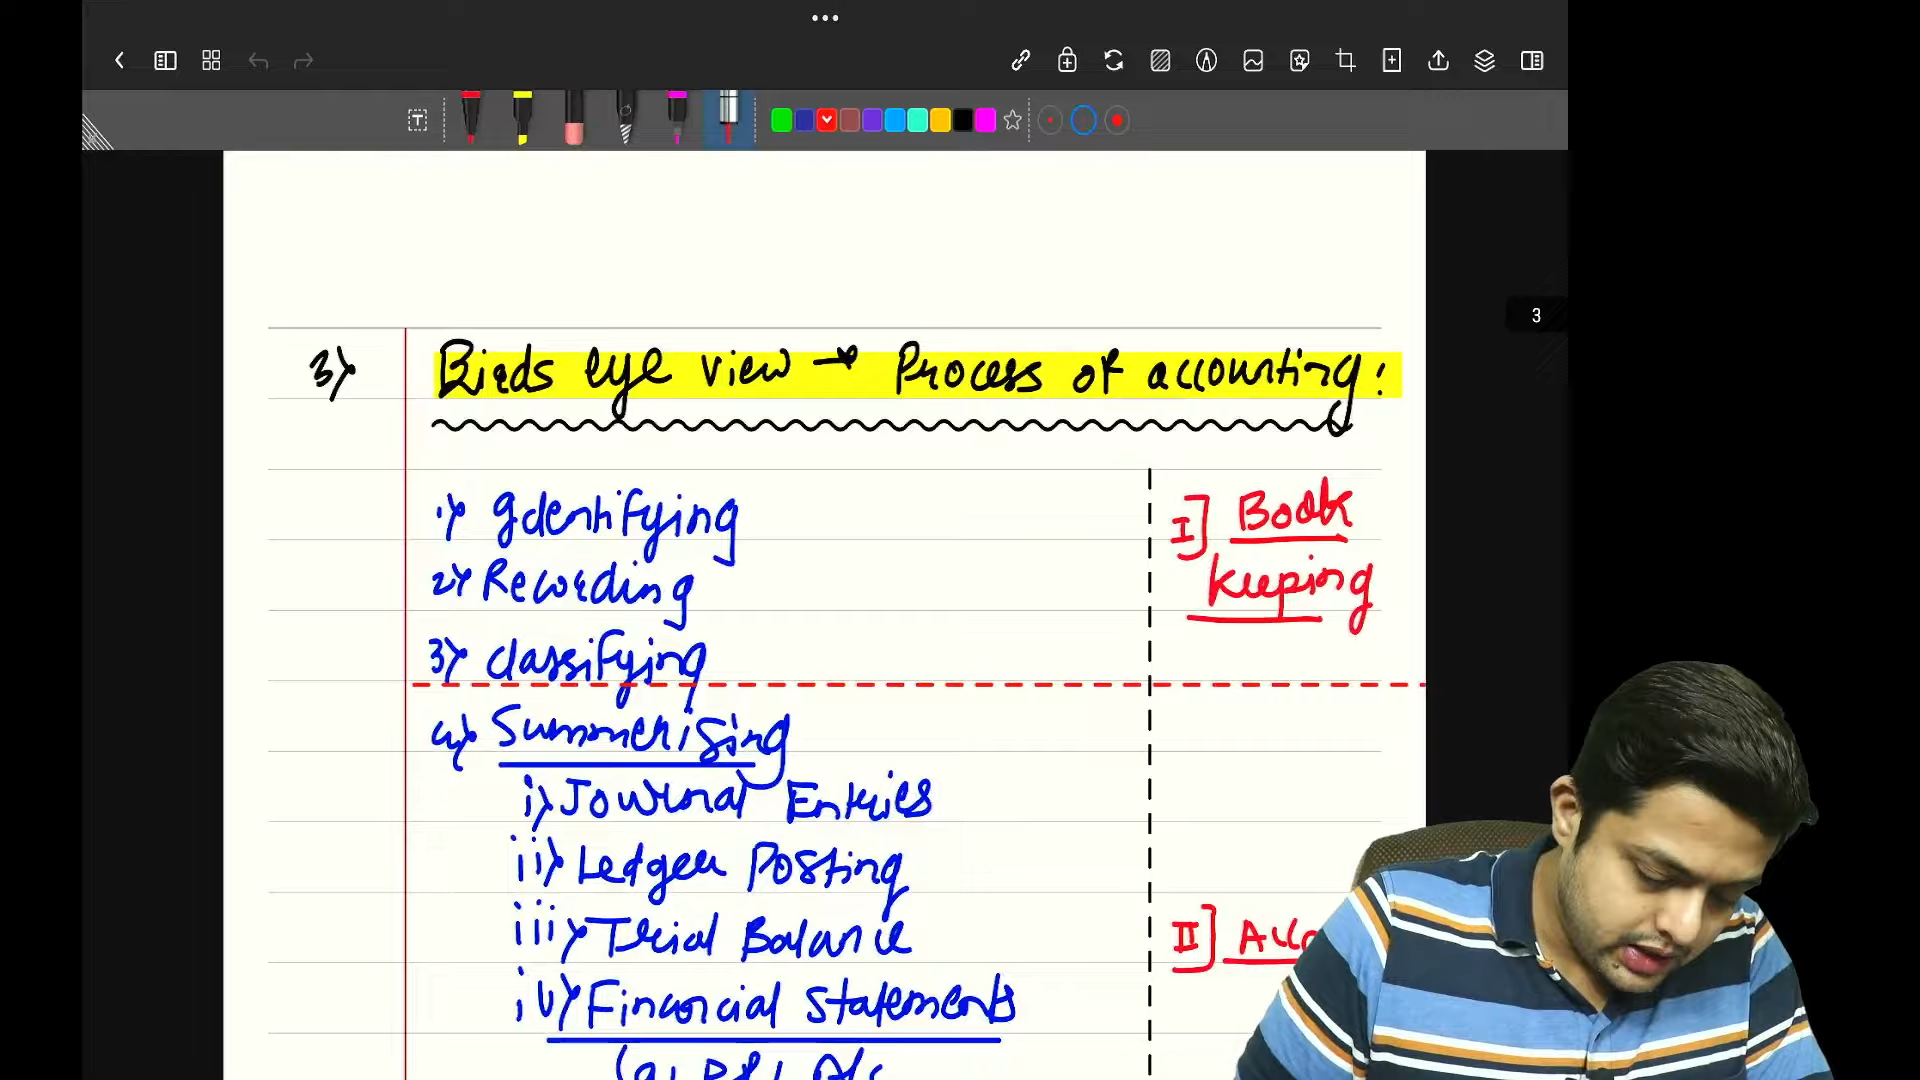 3
3) Birds eye view → Process of accounting:
1) Identifying
2) Recording
3) classifying
I] Book
keeping
4) Summerising
i) Journal Entries
ii) Ledger Posting
iii) Trial Balance
iv) Financial Statements
II]
(a)